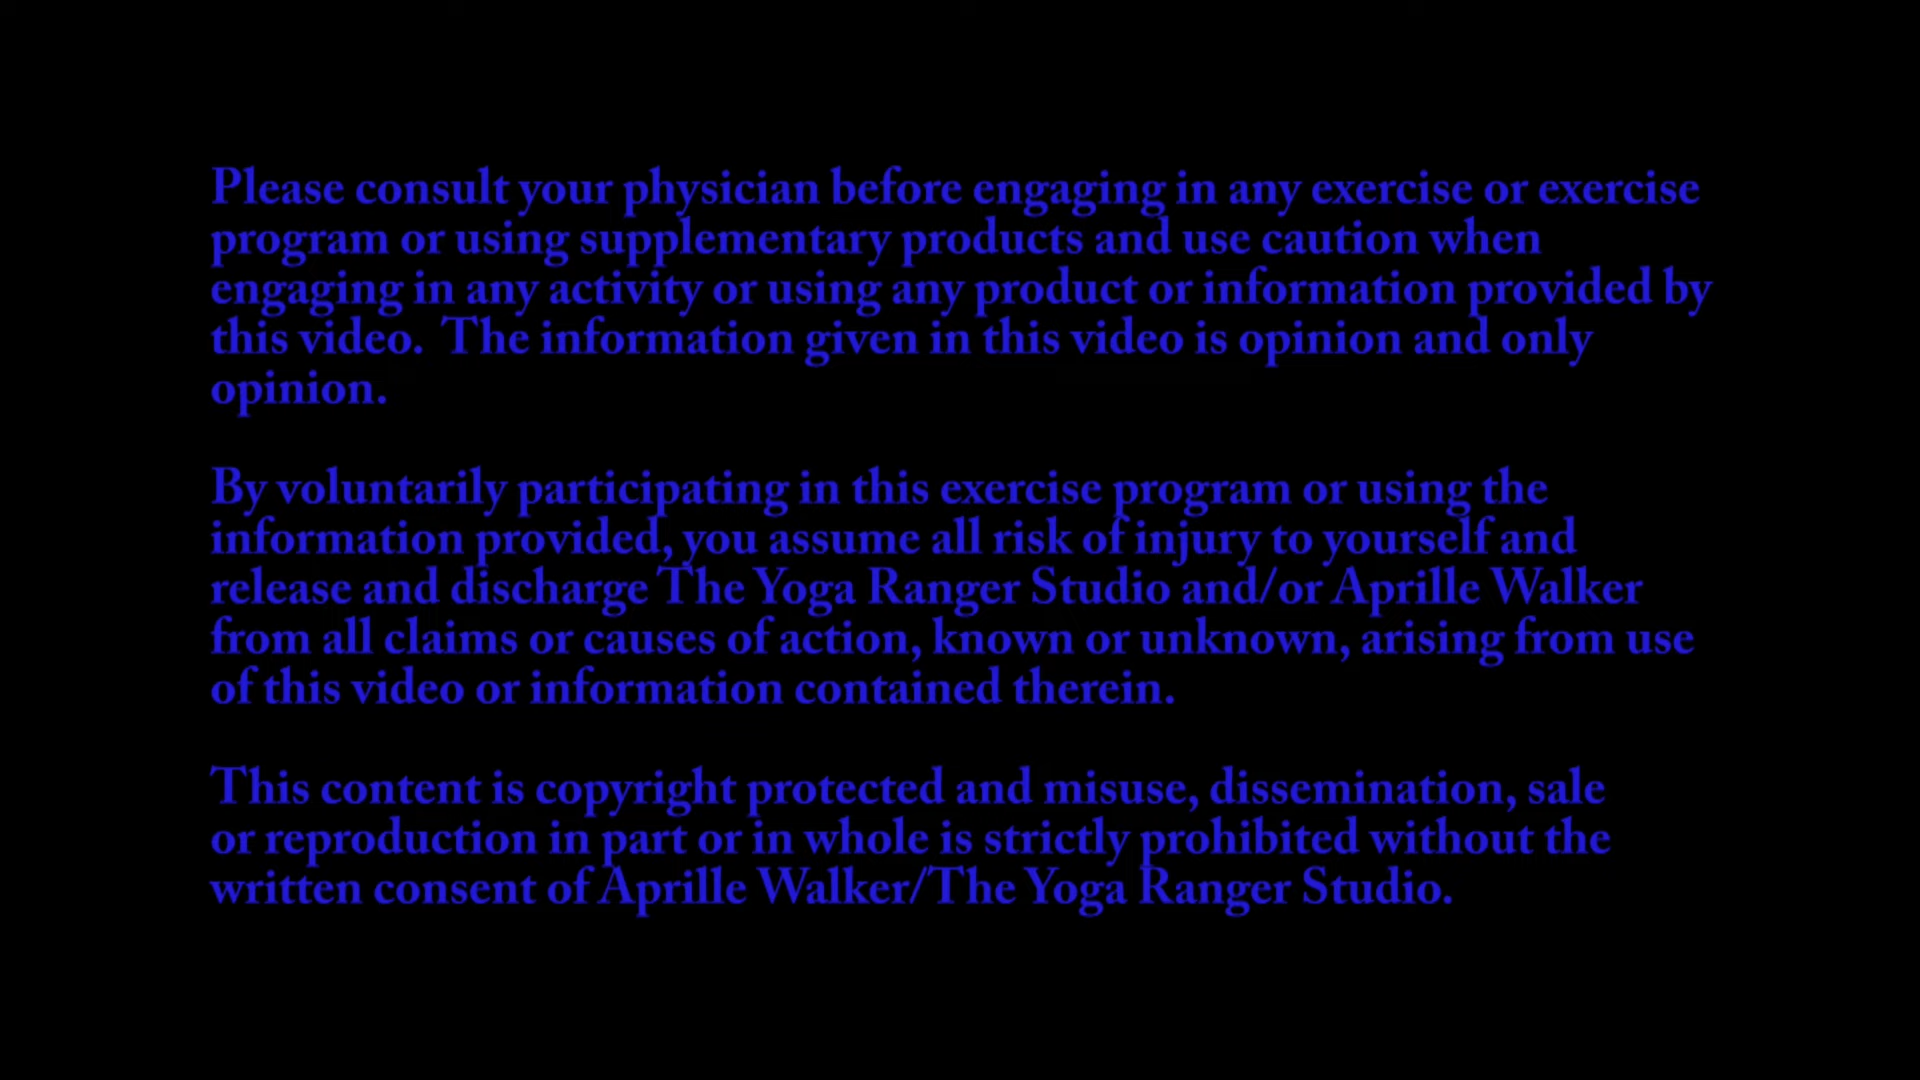 Please consult your physician before engaging in any exercise or exercise
program or using supplementary products and use caution when
engaging in any activity or using any product or information provided by
this video.  The information given in this video is opinion and only
opinion.
By voluntarily participating in this exercise program or using the
information provided, you assume all risk of injury to yourself and
release and discharge The Yoga Ranger Studio and/or Aprille Walker
from all claims or causes of action, known or unknown, arising from use
of this video or information contained therein.
This content is copyright protected and misuse, dissemination, sale
or reproduction in part or in whole is strictly prohibited without the
written consent of Aprille Walker/The Yoga Ranger Studio.